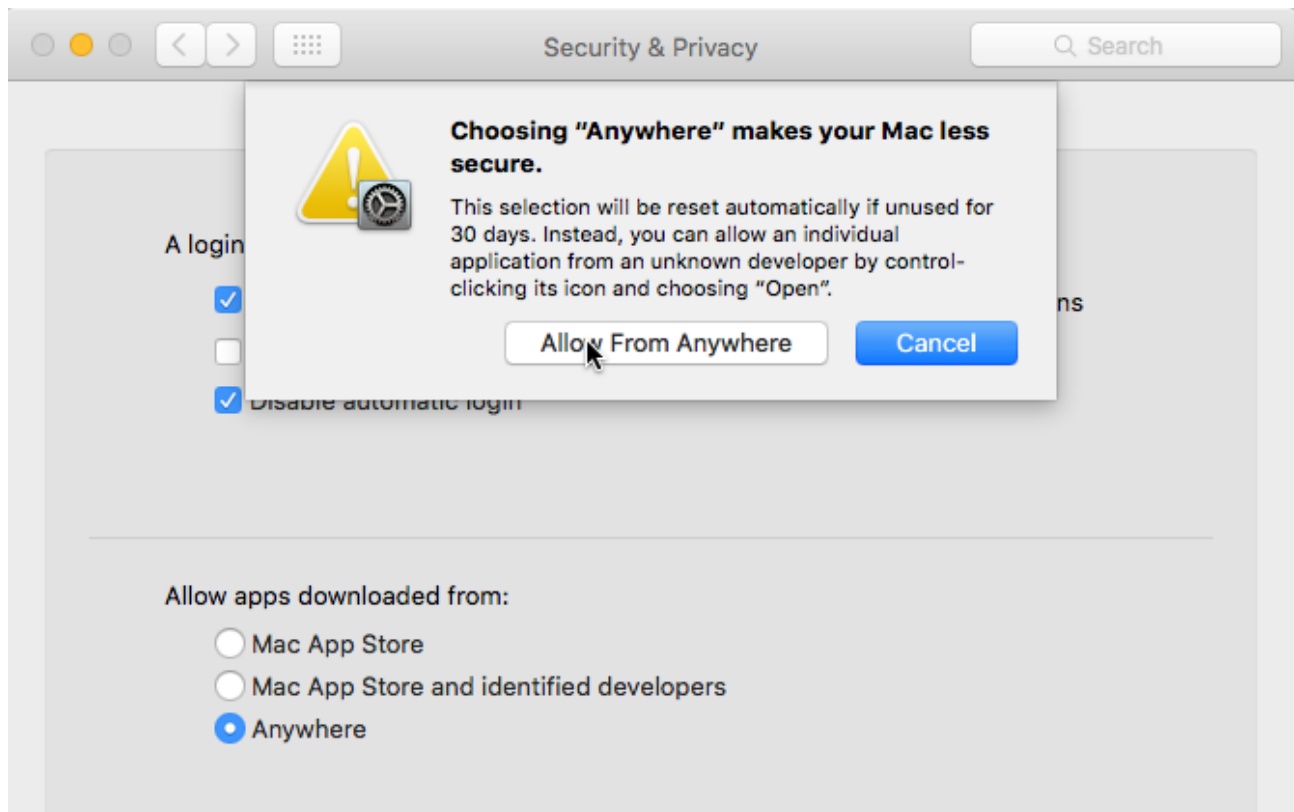 Security & Privacy
Search
Choosing “Anywhere” makes your Mac less
secure.
This selection will be reset automatically if unused for
30 days. Instead, you can allow an individual
application from an unknown developer by control-
clicking its icon and choosing “Open”.
Allow From Anywhere
Cancel
A login
ns
Disable automatic login
Allow apps downloaded from:
Mac App Store
Mac App Store and identified developers
Anywhere